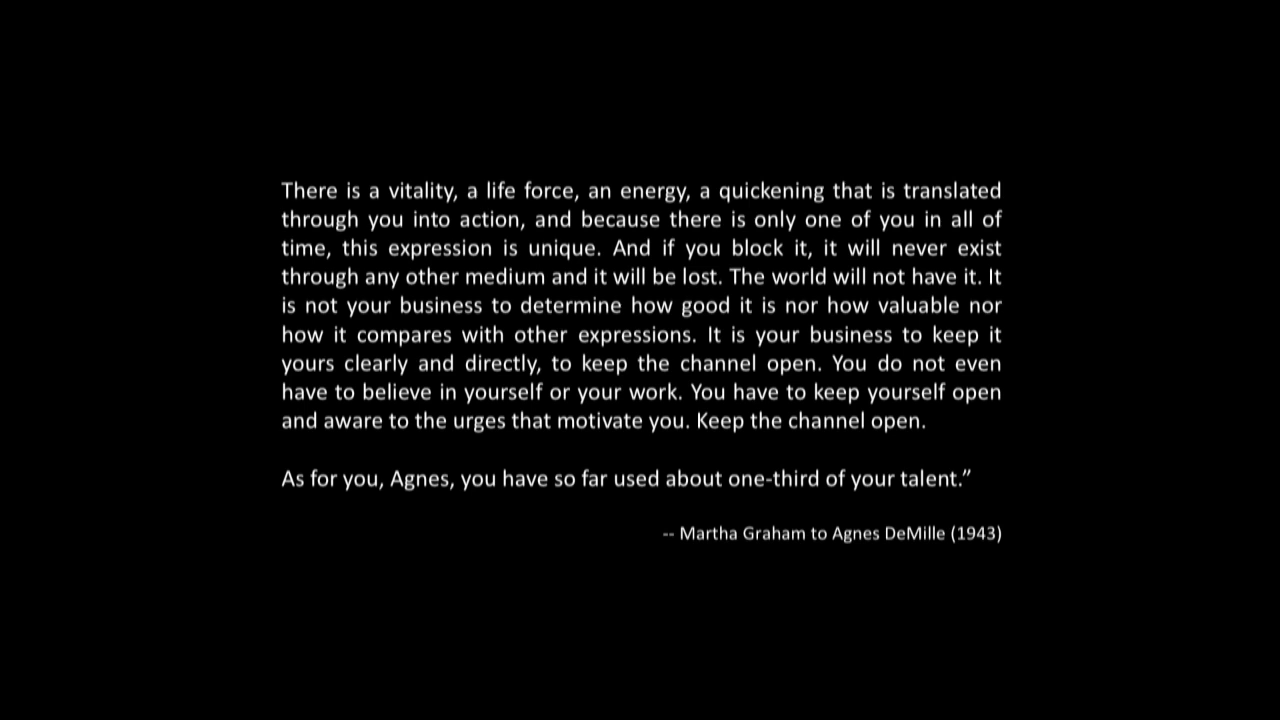 There is a vitality, a life force, an energy, a quickening that is translated
through you into action, and because there is only one of you in all of
time, this expression is unique. And if you block it, it will never exist
through any other medium and it will be lost. The world will not have it. It
is not your business to determine how good it is nor how valuable nor
how it compares with other expressions. It is your business to keep it
yours clearly and directly, to keep the channel open. You do not even
have to believe in yourself or your work. You have to keep yourself open
and aware to the urges that motivate you. Keep the channel open.
As for you, Agnes, you have so far used about one-third of your talent.”
-- Martha Graham to Agnes DeMille (1943)